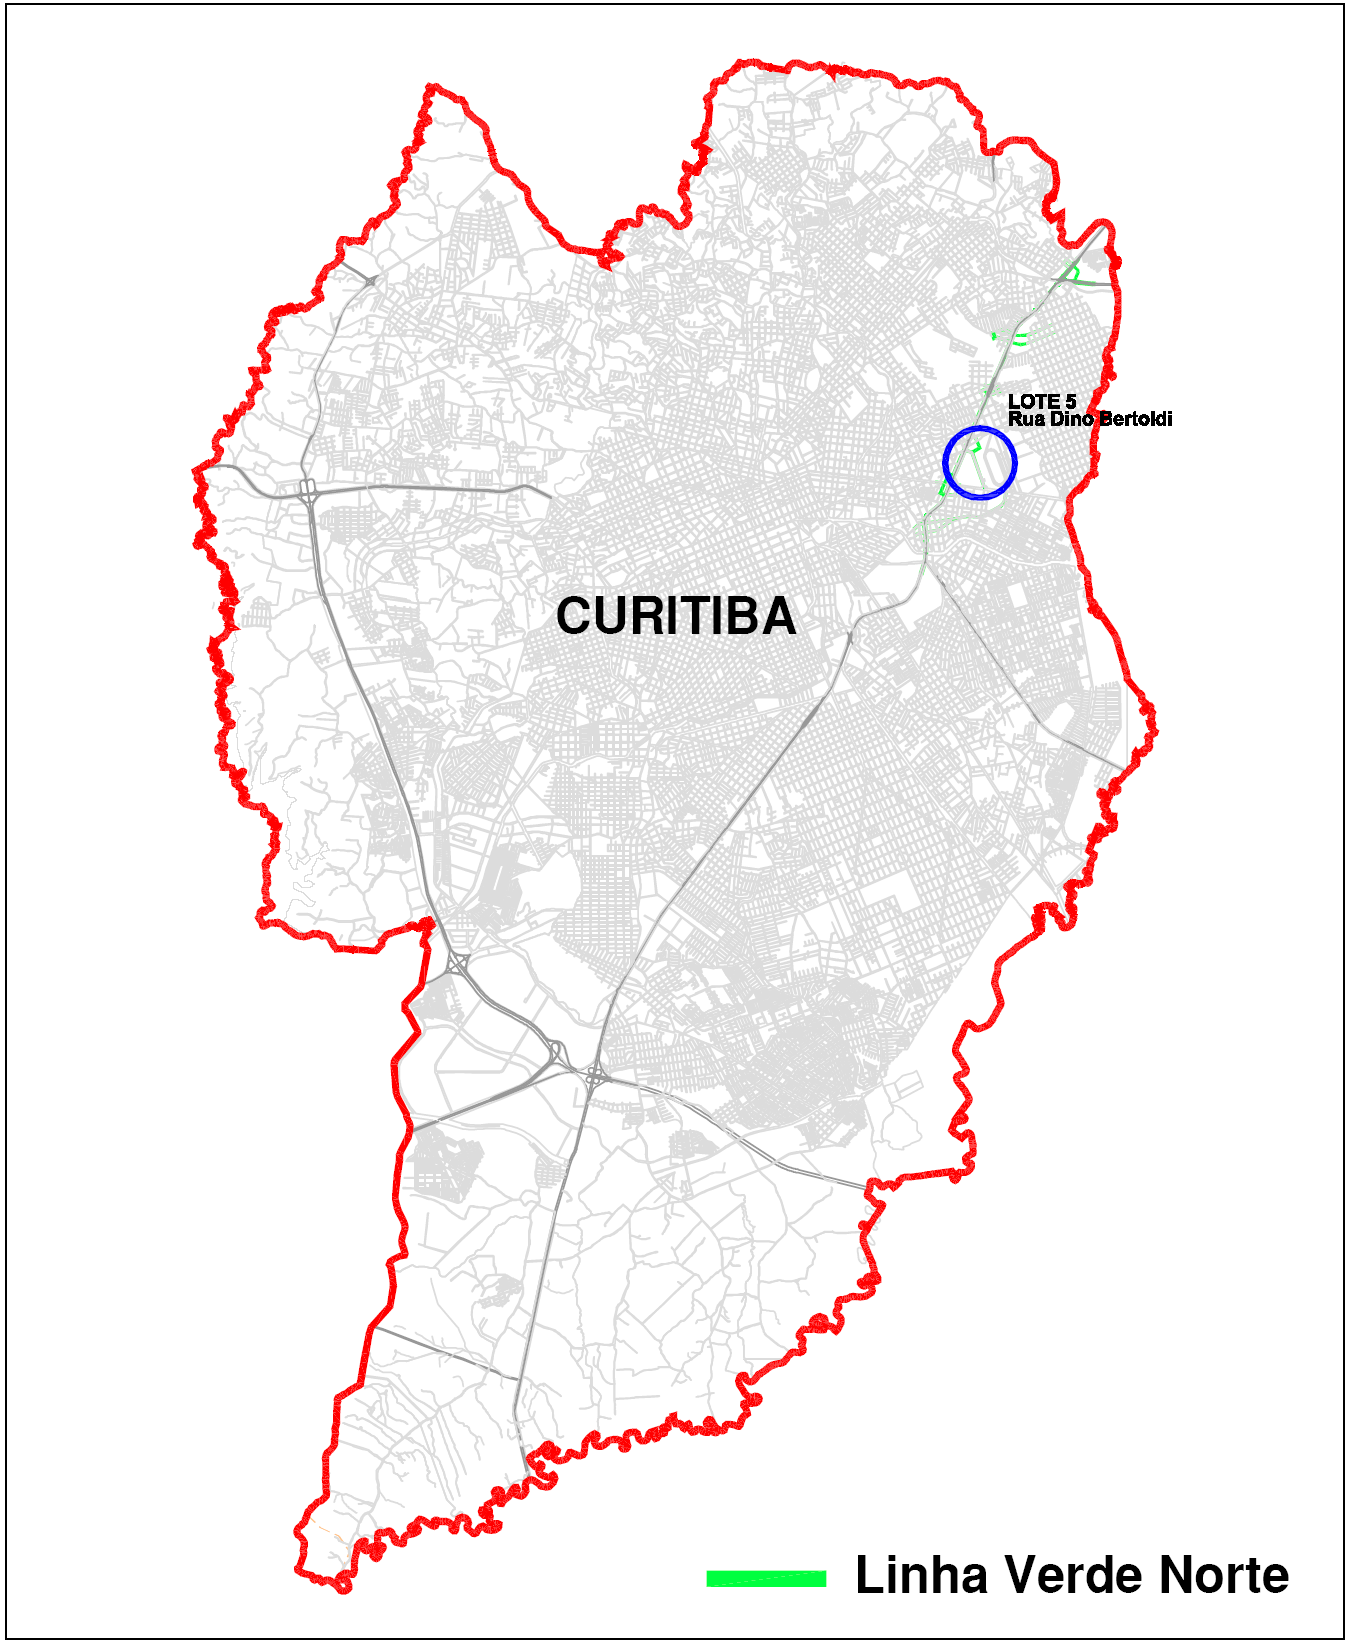 LOTE 5
Rua Dino Bertoldi
CURITIBA
Linha Verde Norte